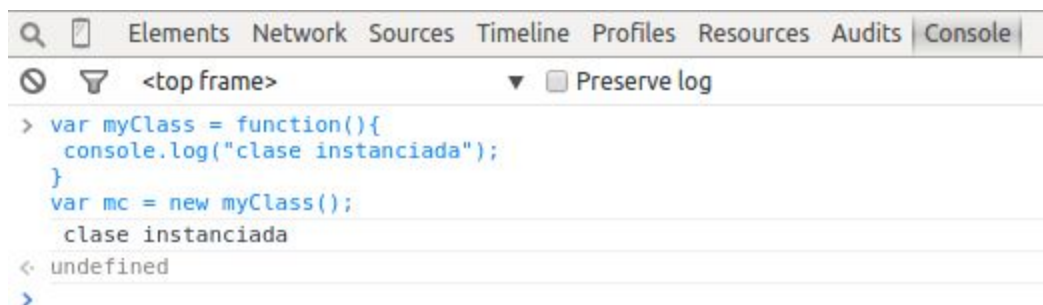 Elements Network Sources Timeline Profiles Resources Audits Console
<top frame> ▼ Preserve log
> var myClass = function(){
console.log("clase instanciada");
}
var mc = new myClass();
clase instanciada
undefined
>